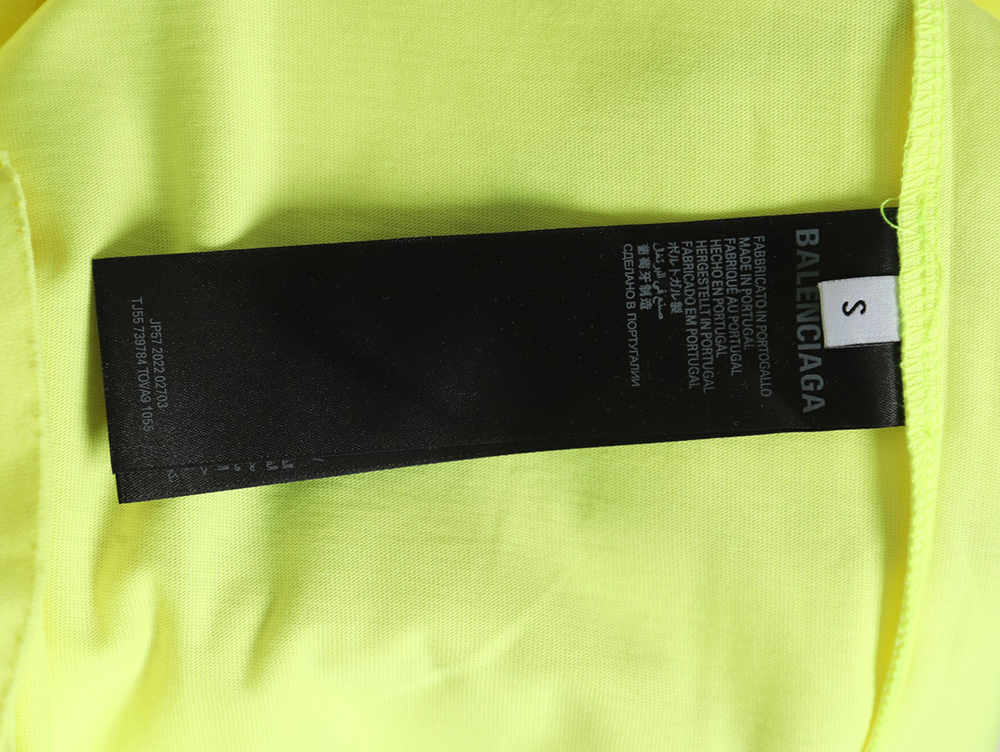 S
BALENCIAGA
FABBRICATO IN PORTOGALLO
MADE IN PORTUGAL
FABRIQUÉ AU PORTUGAL
HECHO EN PORTUGAL
HERGESTELLT IN PORTUGAL
FABRICADO EM PORTUGAL
ポルトガル製
صنع في البرتغال
葡萄牙制造
СДЕЛАНО В ПОРТУГАЛИИ
JP57 2022 02703
TJ55 739784 TOVA9 1055